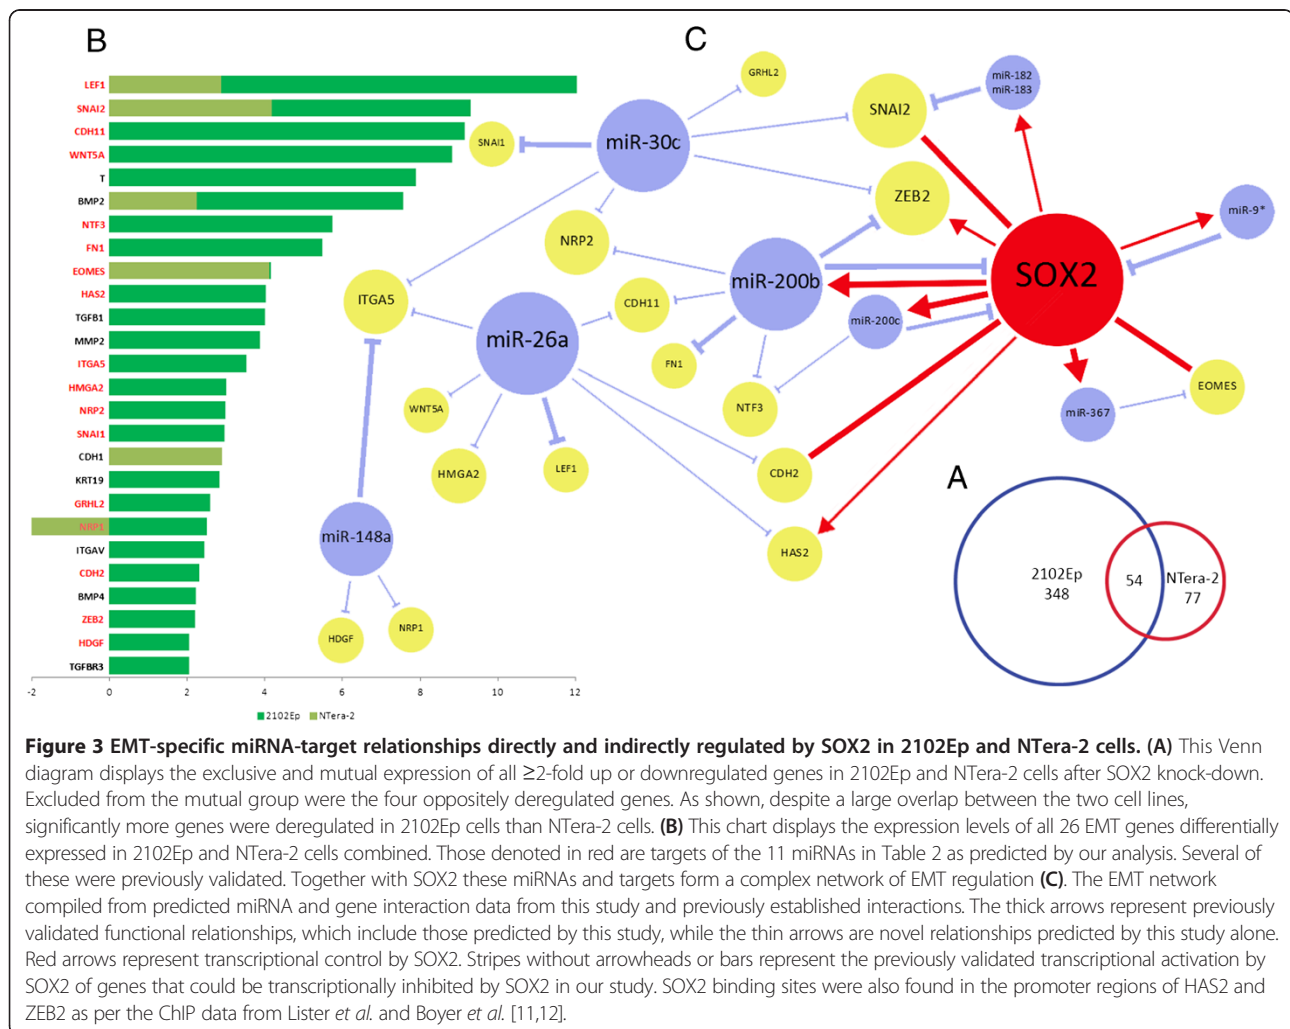 B
LEF1
SNAI2
CDH11
WNT5A
T
BMP2
NTF3
FN1
EOMES
HAS2
TGFB1
MMP2
ITGA5
HMGA2
NRP2
SNAI1
CDH1
KRT19
GRHL2
NRP1
ITGAV
CDH2
BMP4
ZEB2
HDGF
TGFBR3
-2 0 2 4 6 8 10 12
2102Ep NTera-2
C
GRHL2
miR-182
miR-183
SNAI2
miR-30c
SNAI1
ZEB2
miR-9*
NRP2
SOX2
miR-200b
ITGA5
CDH11
miR-200c
miR-26a
FN1
EOMES
WNT5A
NTF3
miR-367
HMGA2
LEF1
CDH2
miR-148a
HAS2
HDGF
NRP1
A
2102Ep
348
54
NTera-2
77
Figure 3 EMT-specific miRNA-target relationships directly and indirectly regulated by SOX2 in 2102Ep and NTera-2 cells. (A) This Venn
diagram displays the exclusive and mutual expression of all ≥2-fold up or downregulated genes in 2102Ep and NTera-2 cells after SOX2 knock-down.
Excluded from the mutual group were the four oppositely deregulated genes. As shown, despite a large overlap between the two cell lines,
significantly more genes were deregulated in 2102Ep cells than NTera-2 cells. (B) This chart displays the expression levels of all 26 EMT genes differentially
expressed in 2102Ep and NTera-2 cells combined. Those denoted in red are targets of the 11 miRNAs in Table 2 as predicted by our analysis. Several of
these were previously validated. Together with SOX2 these miRNAs and targets form a complex network of EMT regulation (C). The EMT network
compiled from predicted miRNA and gene interaction data from this study and previously established interactions. The thick arrows represent previously
validated functional relationships, which include those predicted by this study, while the thin arrows are novel relationships predicted by this study alone.
Red arrows represent transcriptional control by SOX2. Stripes without arrowheads or bars represent the previously validated transcriptional activation by
SOX2 of genes that could be transcriptionally inhibited by SOX2 in our study. SOX2 binding sites were also found in the promoter regions of HAS2 and
ZEB2 as per the ChIP data from Lister et al. and Boyer et al. [11,12].